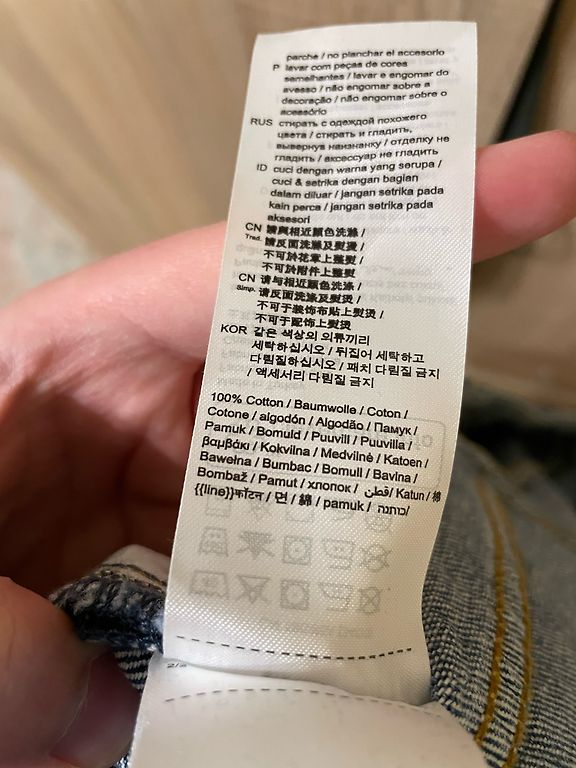 parche / no planchar el accesorio
P lavar com peças de cores
semelhantes / lavar e engomar do
avesso / não engomar sobre a
decoração / não engomar sobre o
acessório
RUS стирать с одеждой похожего
цвета / стирать и гладить,
вывернув наизнанку / отделку не
гладить / аксессуар не гладить
ID cuci dengan warna yang serupa /
cuci & setrika dengan bagian
dalam diluar / jangan setrika pada
kain perca / jangan setrika pada
aksesori
CN Trad. 請與相近顏色洗滌 /
請反面洗滌及熨燙 /
不可於花章上整熨 /
不可於附件上整熨
CN Simp. 请与相近颜色洗涤 /
请反面洗涤及熨烫 /
不可于装饰布贴上熨烫 /
不可于配饰上熨烫
KOR 같은 색상의 의류끼리
세탁하십시오 / 뒤집어 세탁하고
다림질하십시오 / 패치 다림질 금지
/ 액세서리 다림질 금지
100% Cotton / Baumwolle / Coton /
Cotone / algodón / Algodão / Памук /
Pamuk / Bomuld / Puuvill / Puuvilla /
βαμβάκι / Kokvilna / Medvilnė / Katoen /
Bawełna / Bumbac / Bomull / Bavlna /
Bombaž / Pamut / хлопок / قطن / Katun / 棉
{{line}}कॉटन / 면 / 綿 / pamuk / כותנה/
2/2